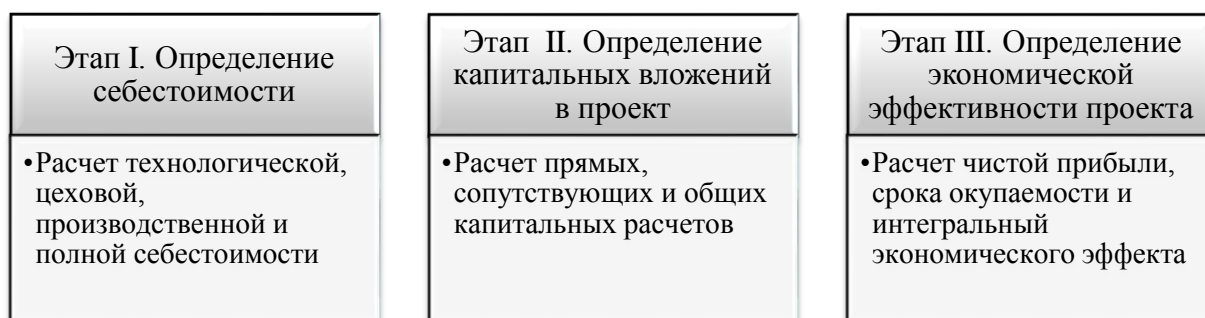 Этап I. Определение
себестоимости
•Расчет технологической,
цеховой,
производственной и
полной себестоимости
Этап II. Определение
капитальных вложений
в проект
•Расчет прямых,
сопутствующих и общих
капитальных расчетов
Этап III. Определение
экономической
эффективности проекта
•Расчет чистой прибыли,
срока окупаемости и
интегральный
экономического эффекта